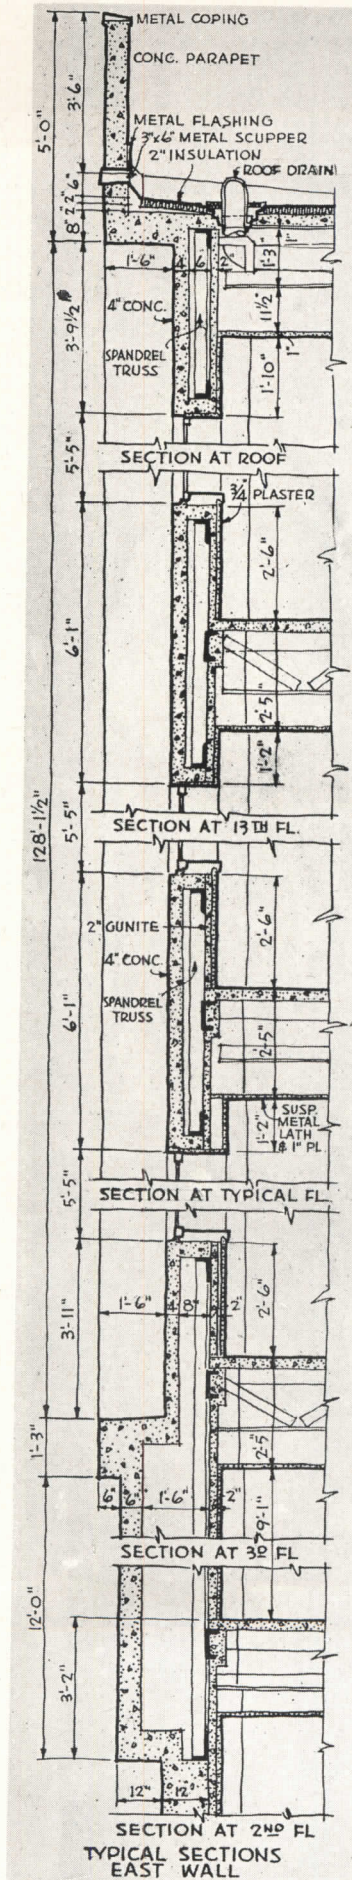 METAL COPING
CONC. PARAPET
3'-6"
5'-0"
METAL FLASHING
3"x6" METAL SCUPPER
2" INSULATION
ROOF DRAIN
6"
2"
2"
8"
1'-6"
4"
6"
2"
1'-3"
1"
11½"
3'-9½"
4" CONC.
SPANDREL
TRUSS
1"
1'-10"
5'-5"
SECTION AT ROOF
¾" PLASTER
2'-6"
6'-1"
2'-5"
1'-2"
128'-1½"
5'-5"
SECTION AT 13TH FL.
2" GUNITE
4" CONC.
2'-6"
6'-1"
SPANDREL
TRUSS
2'-5"
1'-2"
SUSP.
METAL
LATH
& 1" PL
5'-5"
SECTION AT TYPICAL FL.
1'-6"
4"
8"
2"
2'-6"
3'-11"
2'-5"
1'-3"
6"
6"
1'-6"
2"
9'-1"
SECTION AT 3D FL
12'-0"
3'-2"
12"
12"
SECTION AT 2ND FL
TYPICAL SECTIONS
EAST WALL